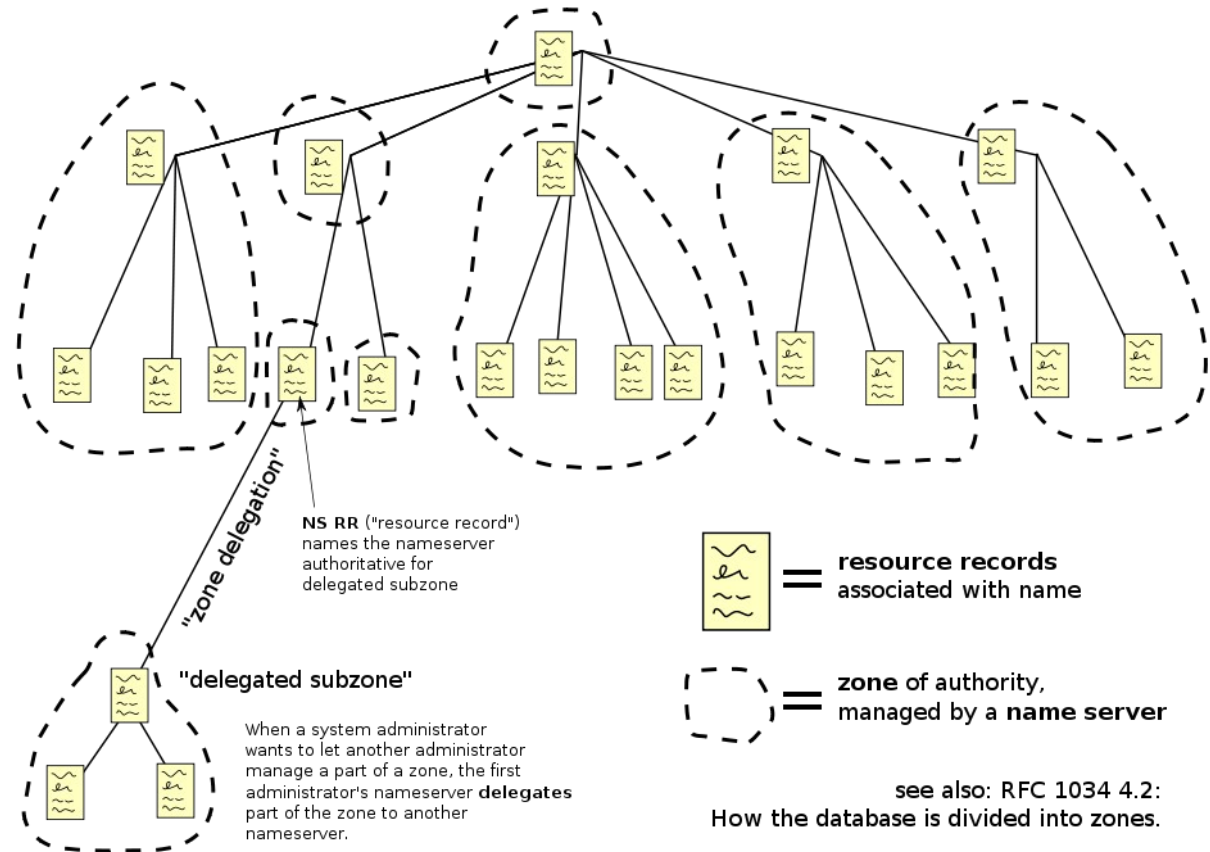 "zone delegation"
NS RR ("resource record")
names the nameserver
authoritative for
delegated subzone
"delegated subzone"
When a system administrator
wants to let another administrator
manage a part of a zone, the first
administrator's nameserver delegates
part of the zone to another
nameserver.
= resource records
associated with name
= zone of authority,
managed by a name server
see also: RFC 1034 4.2:
How the database is divided into zones.